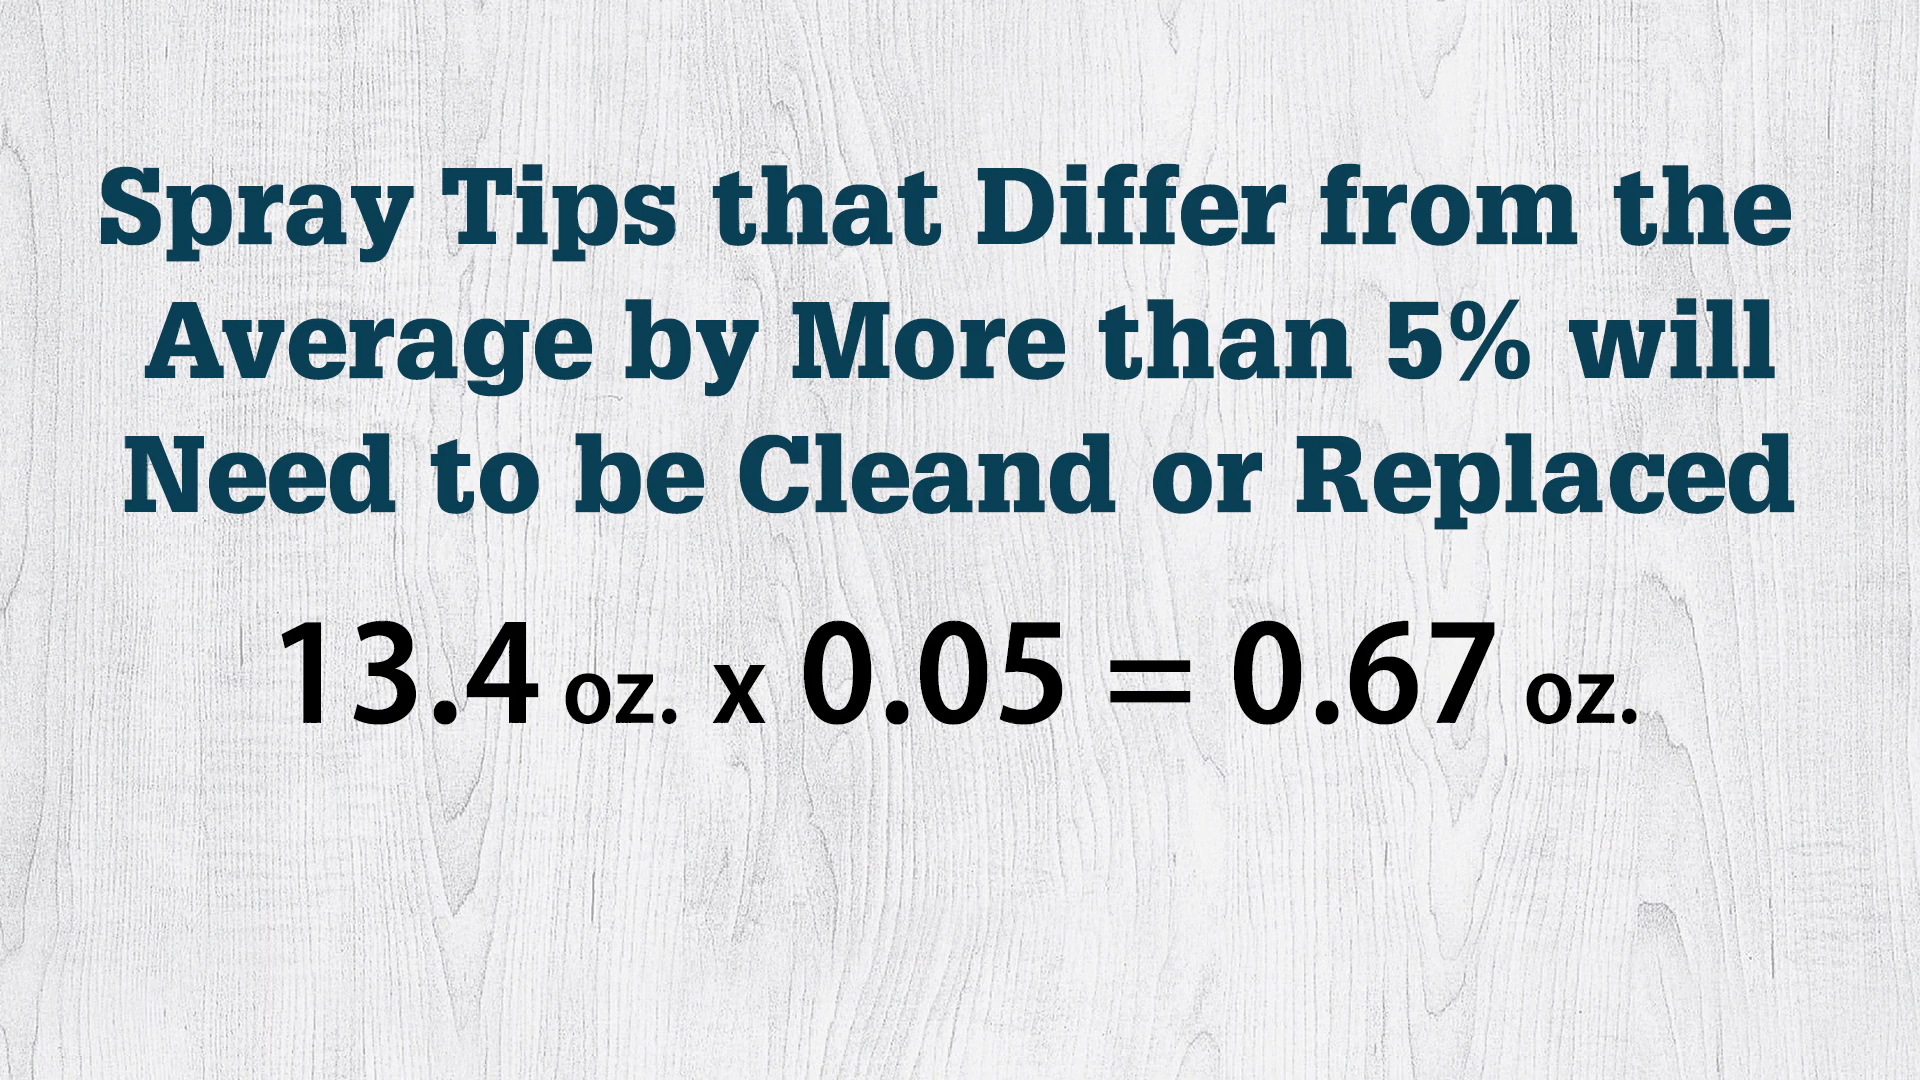 Spray Tips that Differ from the
Average by More than 5% will
Need to be Cleand or Replaced
13.4 oz. x 0.05 = 0.67 oz.